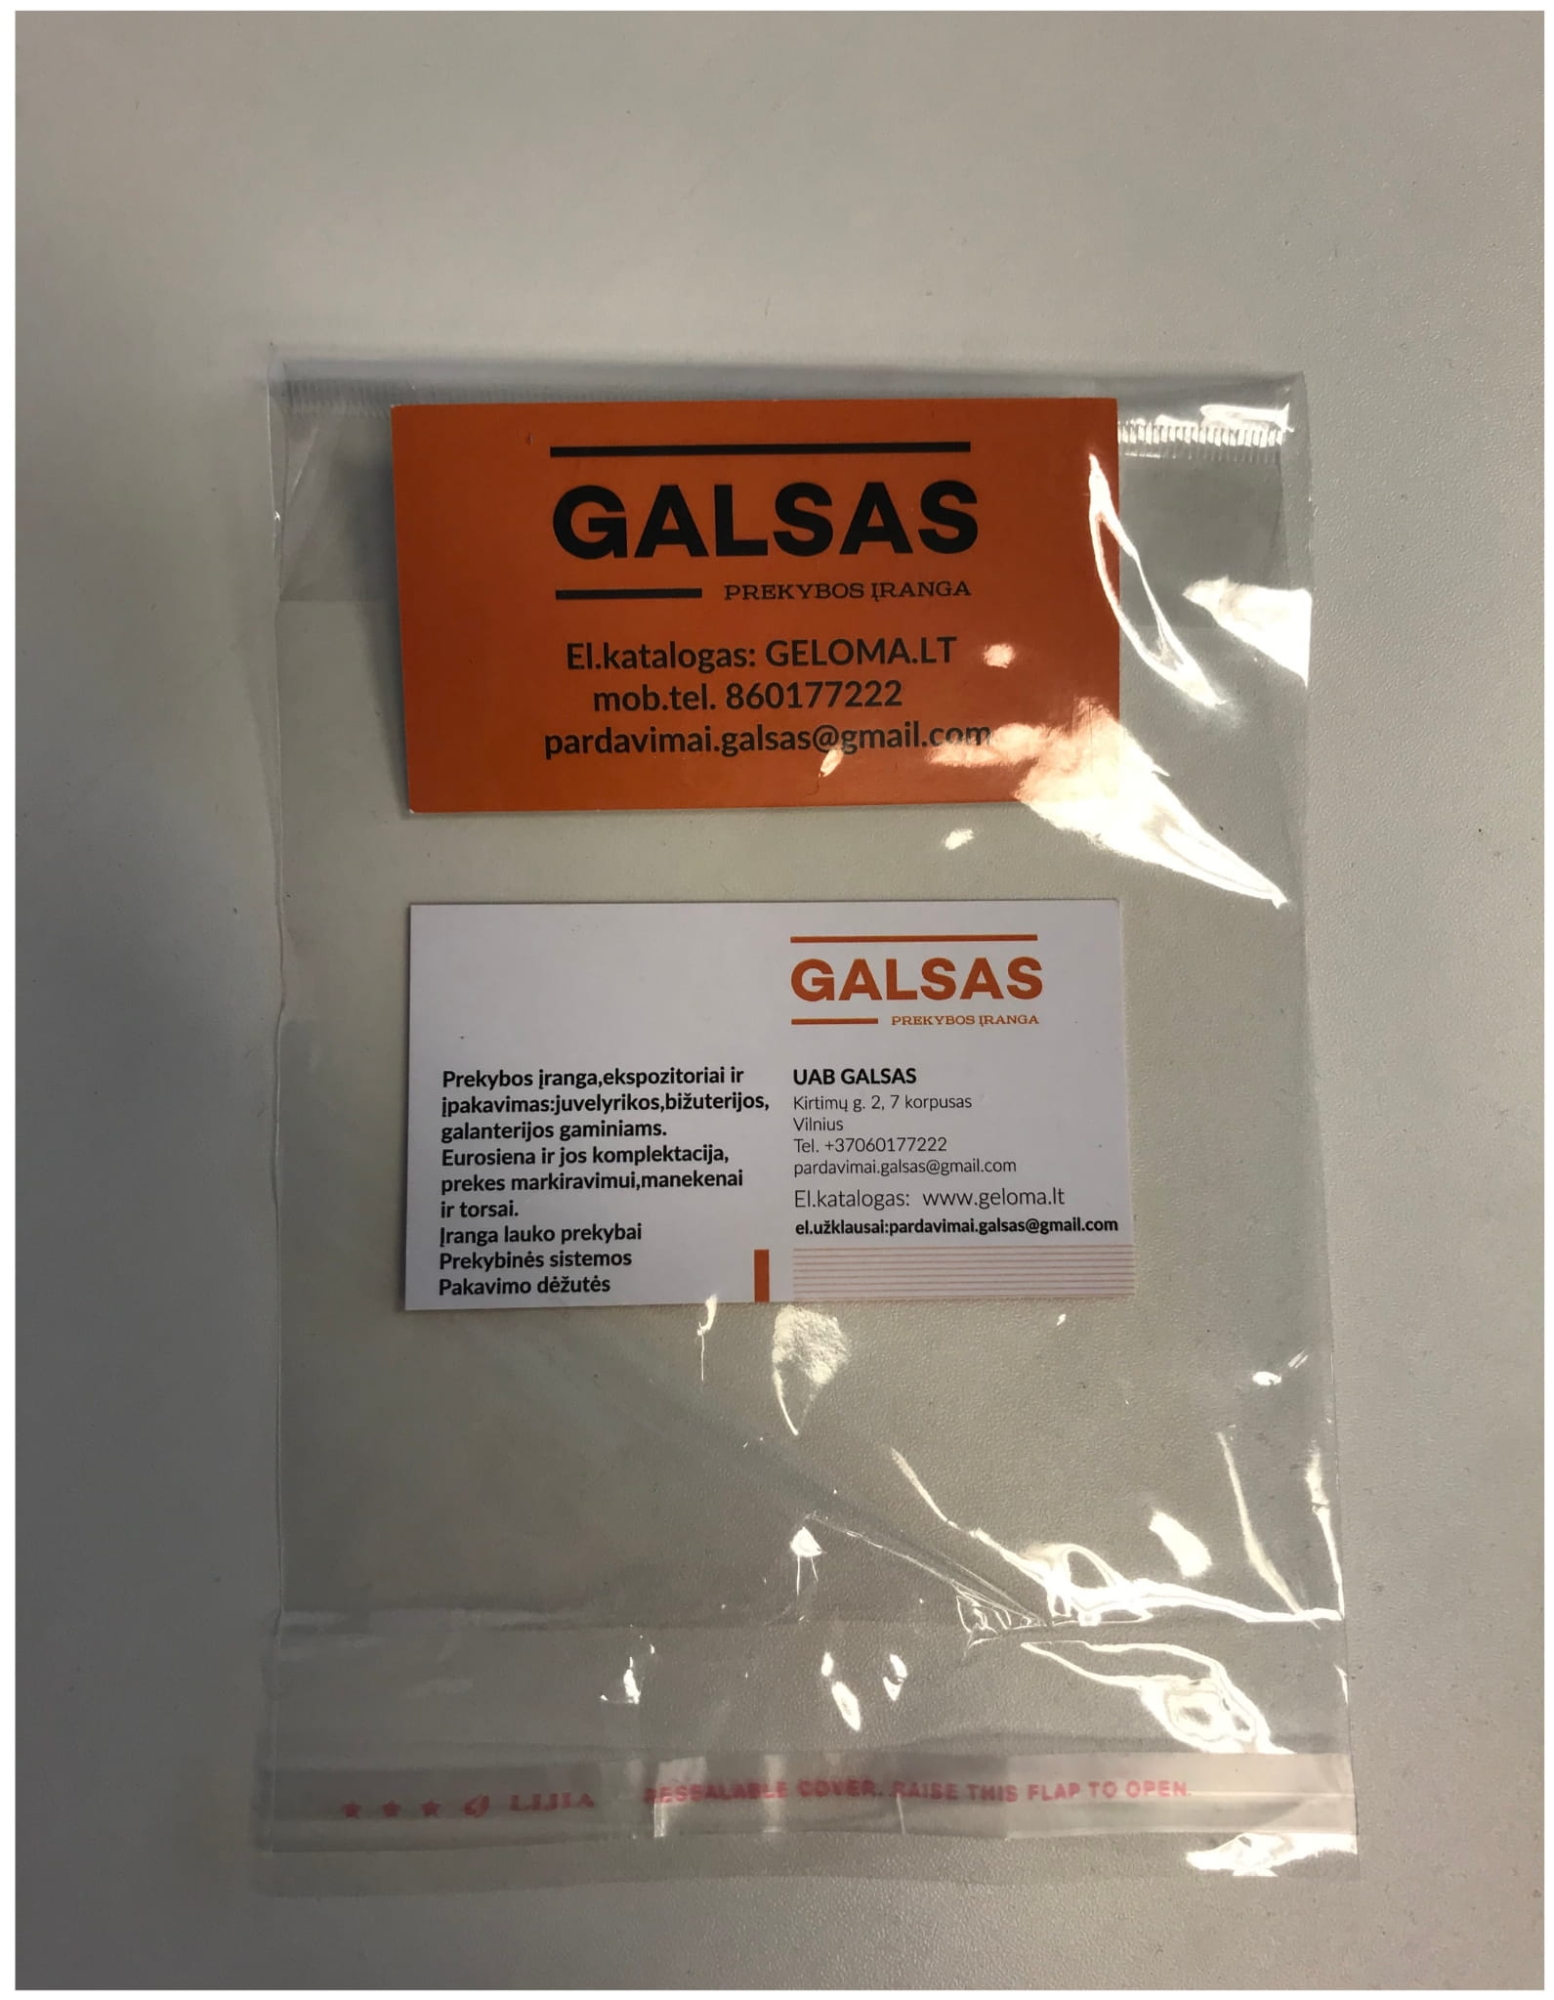 GALSAS
PREKYBOS ĮRANGA
El.katalogas: GELOMA.LT
mob.tel. 860177222
pardavimai.galsas@gmail.com
GALSAS
PREKYBOS ĮRANGA
Prekybos įranga,ekspozitoriai ir
įpakavimas:juvelyrikos,bižuterijos,
galanterijos gaminiams.
Eurosiena ir jos komplektacija,
prekes markiravimui,manekenai
ir torsai.
Įranga lauko prekybai
Prekybinės sistemos
Pakavimo dėžutės
UAB GALSAS
Kirtimų g. 2, 7 korpusas
Vilnius
Tel. +37060177222
pardavimai.galsas@gmail.com
El.katalogas: www.geloma.lt
el.užklausai:pardavimai.galsas@gmail.com
LIJIA RESEALABLE COVER. RAISE THIS FLAP TO OPEN.